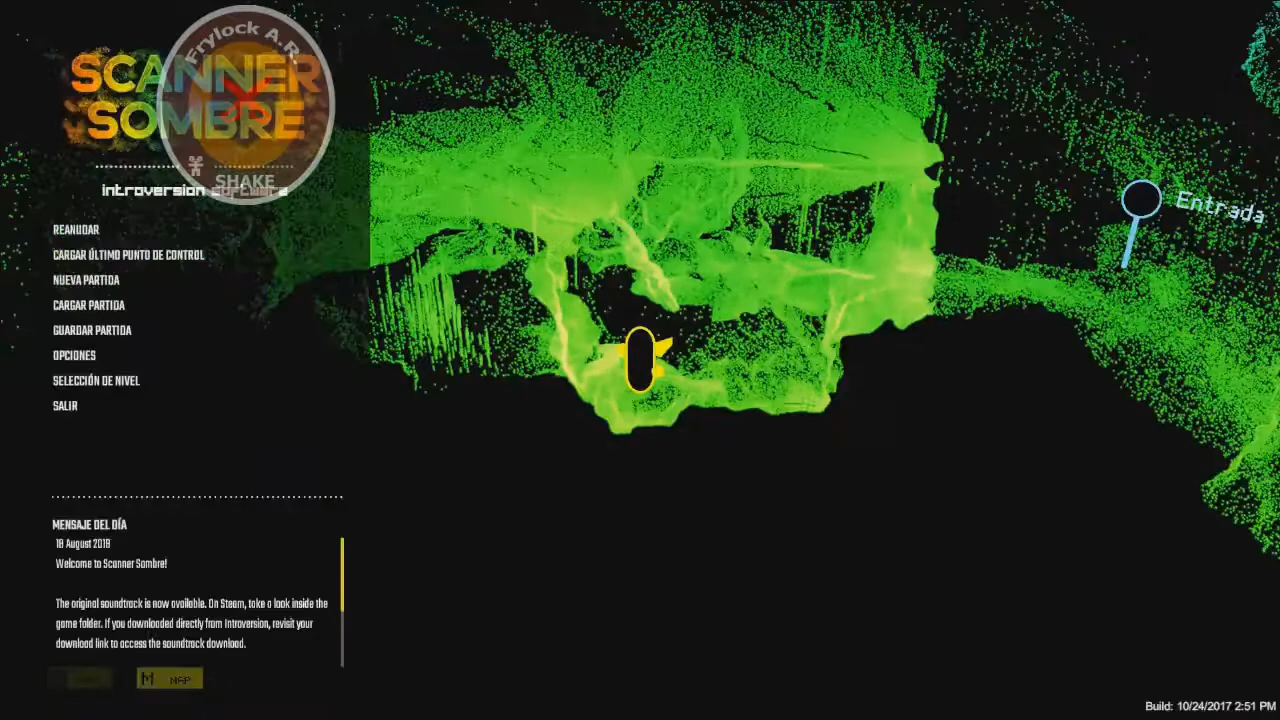 Frylock A.R.
SCANNER
SOMBRE
SHAKE
introversion software
REANUDAR
CARGAR ÚLTIMO PUNTO DE CONTROL
NUEVA PARTIDA
CARGAR PARTIDA
GUARDAR PARTIDA
OPCIONES
SELECCIÓN DE NIVEL
SALIR
Entrada
MENSAJE DEL DÍA
18 August 2018
Welcome to Scanner Sombre!
The original soundtrack is now available. On Steam, take a look inside the
game folder. If you downloaded directly from Introversion, revisit your
download link to access the soundtrack download.
M MAP
Build: 10/24/2017 2:51 PM